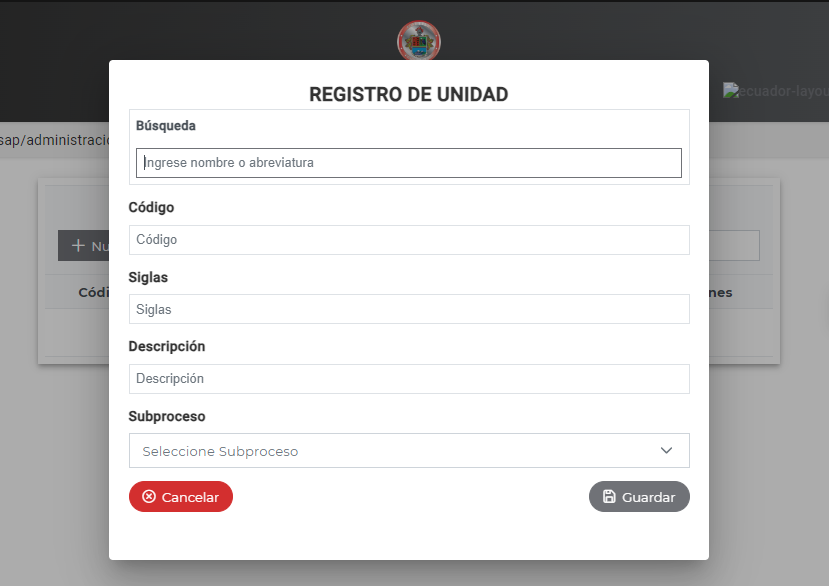 ecuador-layou
sap/administraci
REGISTRO DE UNIDAD
Búsqueda
Ingrese nombre o abreviatura
Código
Código
Siglas
Siglas
Descripción
Descripción
Subproceso
Seleccione Subproceso
Cancelar
Guardar
+ Nu
Códi
nes